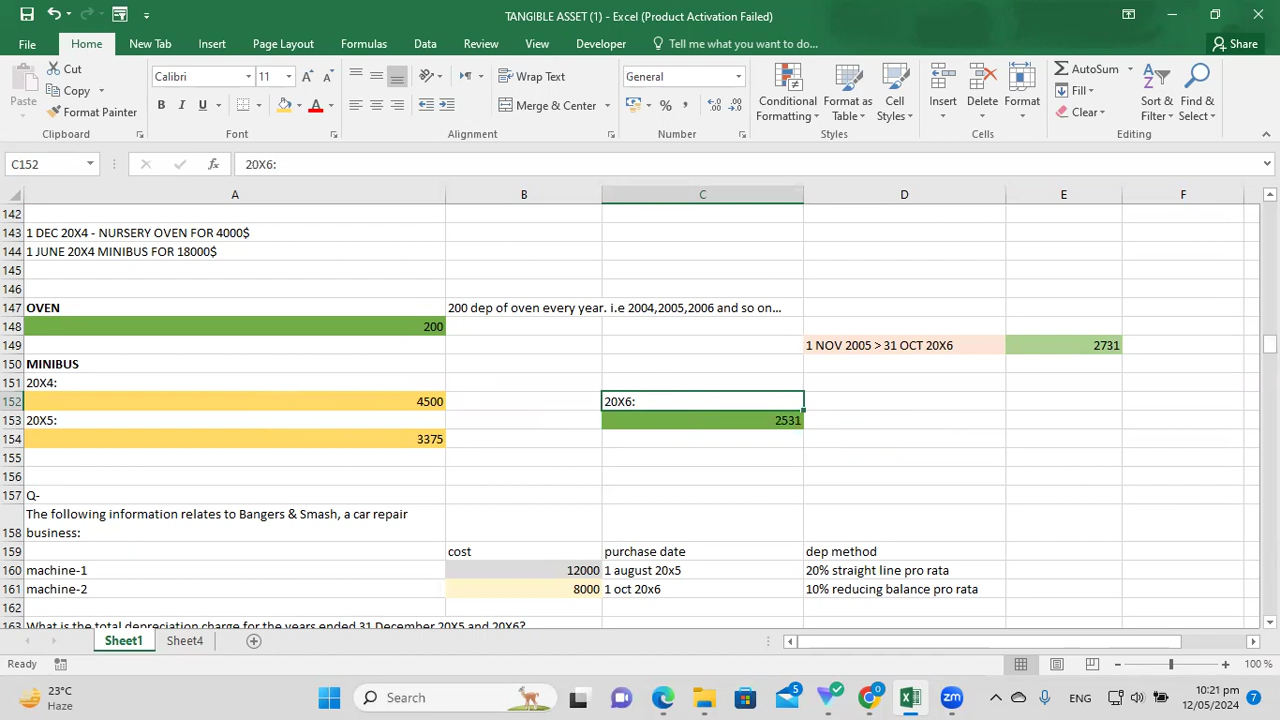 TANGIBLE ASSET (1) - Excel (Product Activation Failed)
File Home New Tab Insert Page Layout Formulas Data Review View Developer Tell me what you want to do... Share
Paste
Cut
Copy
Format Painter
Clipboard
Calibri 11
B I U
Font
Wrap Text
Merge & Center
Alignment
General
% ,
Number
Conditional Formatting
Format as Table
Cell Styles
Styles
Insert
Delete
Format
Cells
AutoSum
Fill
Clear
Sort & Filter
Find & Select
Editing
C152 fx 20X6:
A B C D E F
142
143 1 DEC 20X4 - NURSERY OVEN FOR 4000$
144 1 JUNE 20X4 MINIBUS FOR 18000$
145
146
147 OVEN 200 dep of oven every year. i.e 2004,2005,2006 and so on...
148 200
149 1 NOV 2005 > 31 OCT 20X6 2731
150 MINIBUS
151 20X4:
152 4500 20X6:
153 20X5: 2531
154 3375
155
156
157 Q-
158 The following information relates to Bangers & Smash, a car repair
business:
159 cost purchase date dep method
160 machine-1 12000 1 august 20x5 20% straight line pro rata
161 machine-2 8000 1 oct 20x6 10% reducing balance pro rata
162
163 What is the total depreciation charge for the years ended 31 December 20X5 and 20X6?
Sheet1 Sheet4
Ready 100 %
23°C
Haze
Search
5
0
ENG
10:21 pm
12/05/2024
7